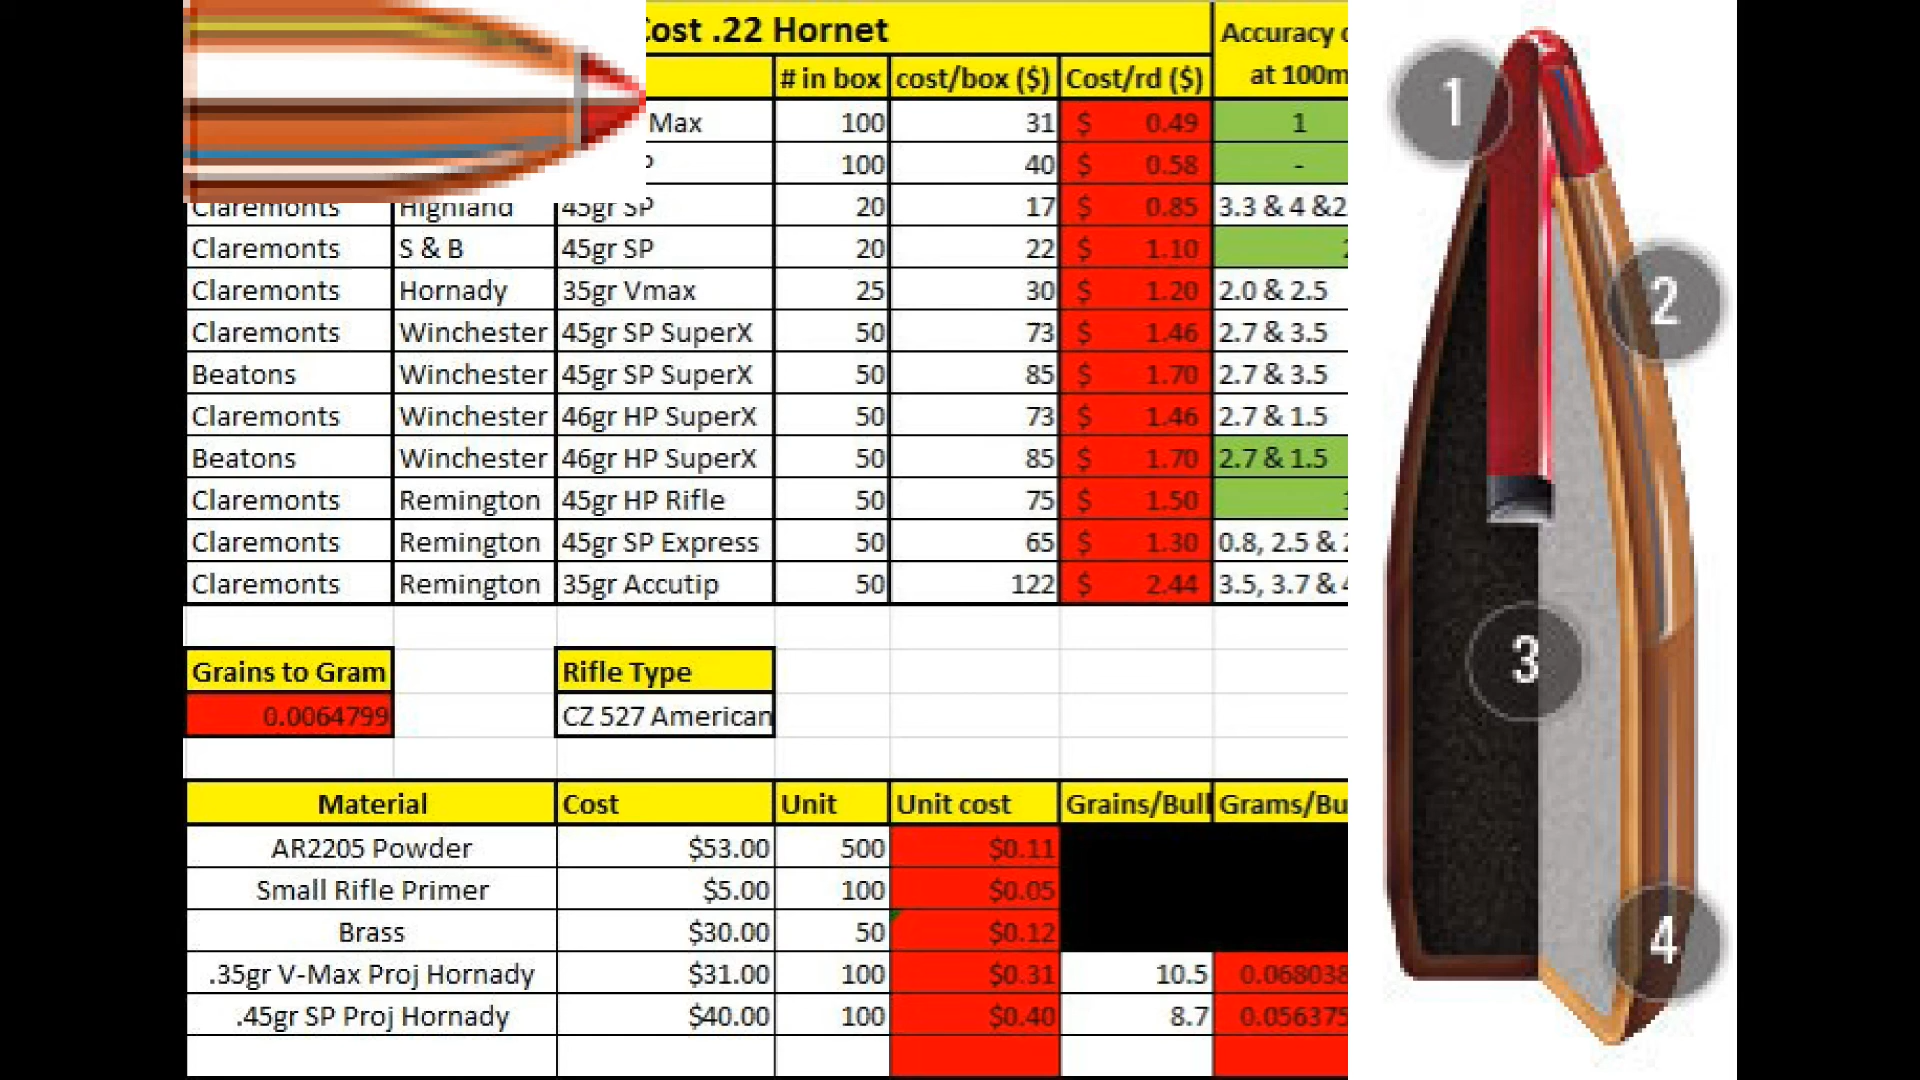 Cost .22 Hornet Accuracy
# in box cost/box ($) Cost/rd ($) at 100m
Max 100 31 $ 0.49 1
100 40 $ 0.58 -
Claremonts Highland 45gr SP 20 17 $ 0.85 3.3 & 4 &2
Claremonts S & B 45gr SP 20 22 $ 1.10
Claremonts Hornady 35gr Vmax 25 30 $ 1.20 2.0 & 2.5
Claremonts Winchester 45gr SP SuperX 50 73 $ 1.46 2.7 & 3.5
Beatons Winchester 45gr SP SuperX 50 85 $ 1.70 2.7 & 3.5
Claremonts Winchester 46gr HP SuperX 50 73 $ 1.46 2.7 & 1.5
Beatons Winchester 46gr HP SuperX 50 85 $ 1.70 2.7 & 1.5
Claremonts Remington 45gr HP Rifle 50 75 $ 1.50
Claremonts Remington 45gr SP Express 50 65 $ 1.30 0.8, 2.5 &
Claremonts Remington 35gr Accutip 50 122 $ 2.44 3.5, 3.7 &
Grains to Gram Rifle Type
0.0064799 CZ 527 American
Material Cost Unit Unit cost Grains/Bull Grams/Bu
AR2205 Powder $53.00 500 $0.11
Small Rifle Primer $5.00 100 $0.05
Brass $30.00 50 $0.12
.35gr V-Max Proj Hornady $31.00 100 $0.31 10.5 0.068038
.45gr SP Proj Hornady $40.00 100 $0.40 8.7 0.056375
1
2
3
4